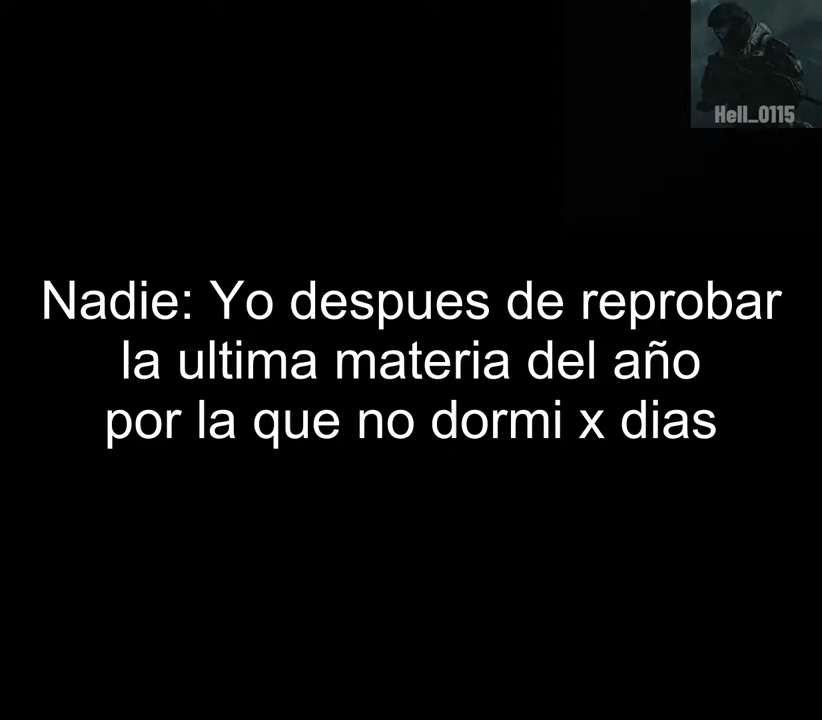 Hell_0115
Nadie: Yo despues de reprobar
la ultima materia del año
por la que no dormi x dias